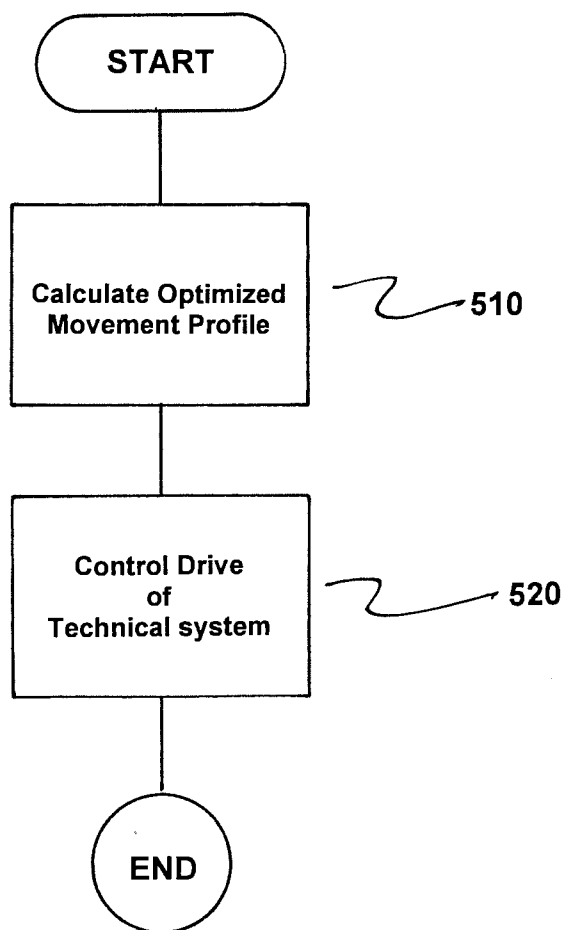 START
Calculate Optimized
Movement Profile
510
Control Drive
of
Technical system
520
END